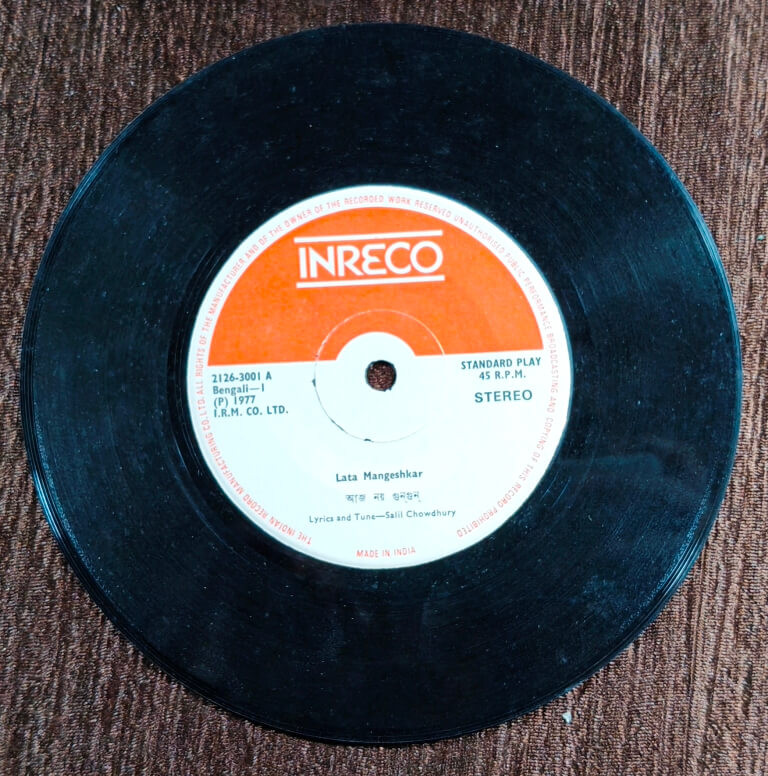 THE INDIAN RECORD MANUFACTURING CO. LTD. ALL RIGHTS OF THE MANUFACTURER AND OF THE OWNER OF THE RECORDED WORK RESERVED UNAUTHORISED PUBLIC PERFORMANCE BROADCASTING AND COPYING OF THIS RECORD PROHIBITED
INRECO
2126-3001 A
Bengali—1
(P) 1977
I.R.M. CO. LTD.
STANDARD PLAY
45 R.P.M.
STEREO
Lata Mangeshkar
আজ নয় গুনগুন্
Lyrics and Tune—Salil Chowdhury
MADE IN INDIA